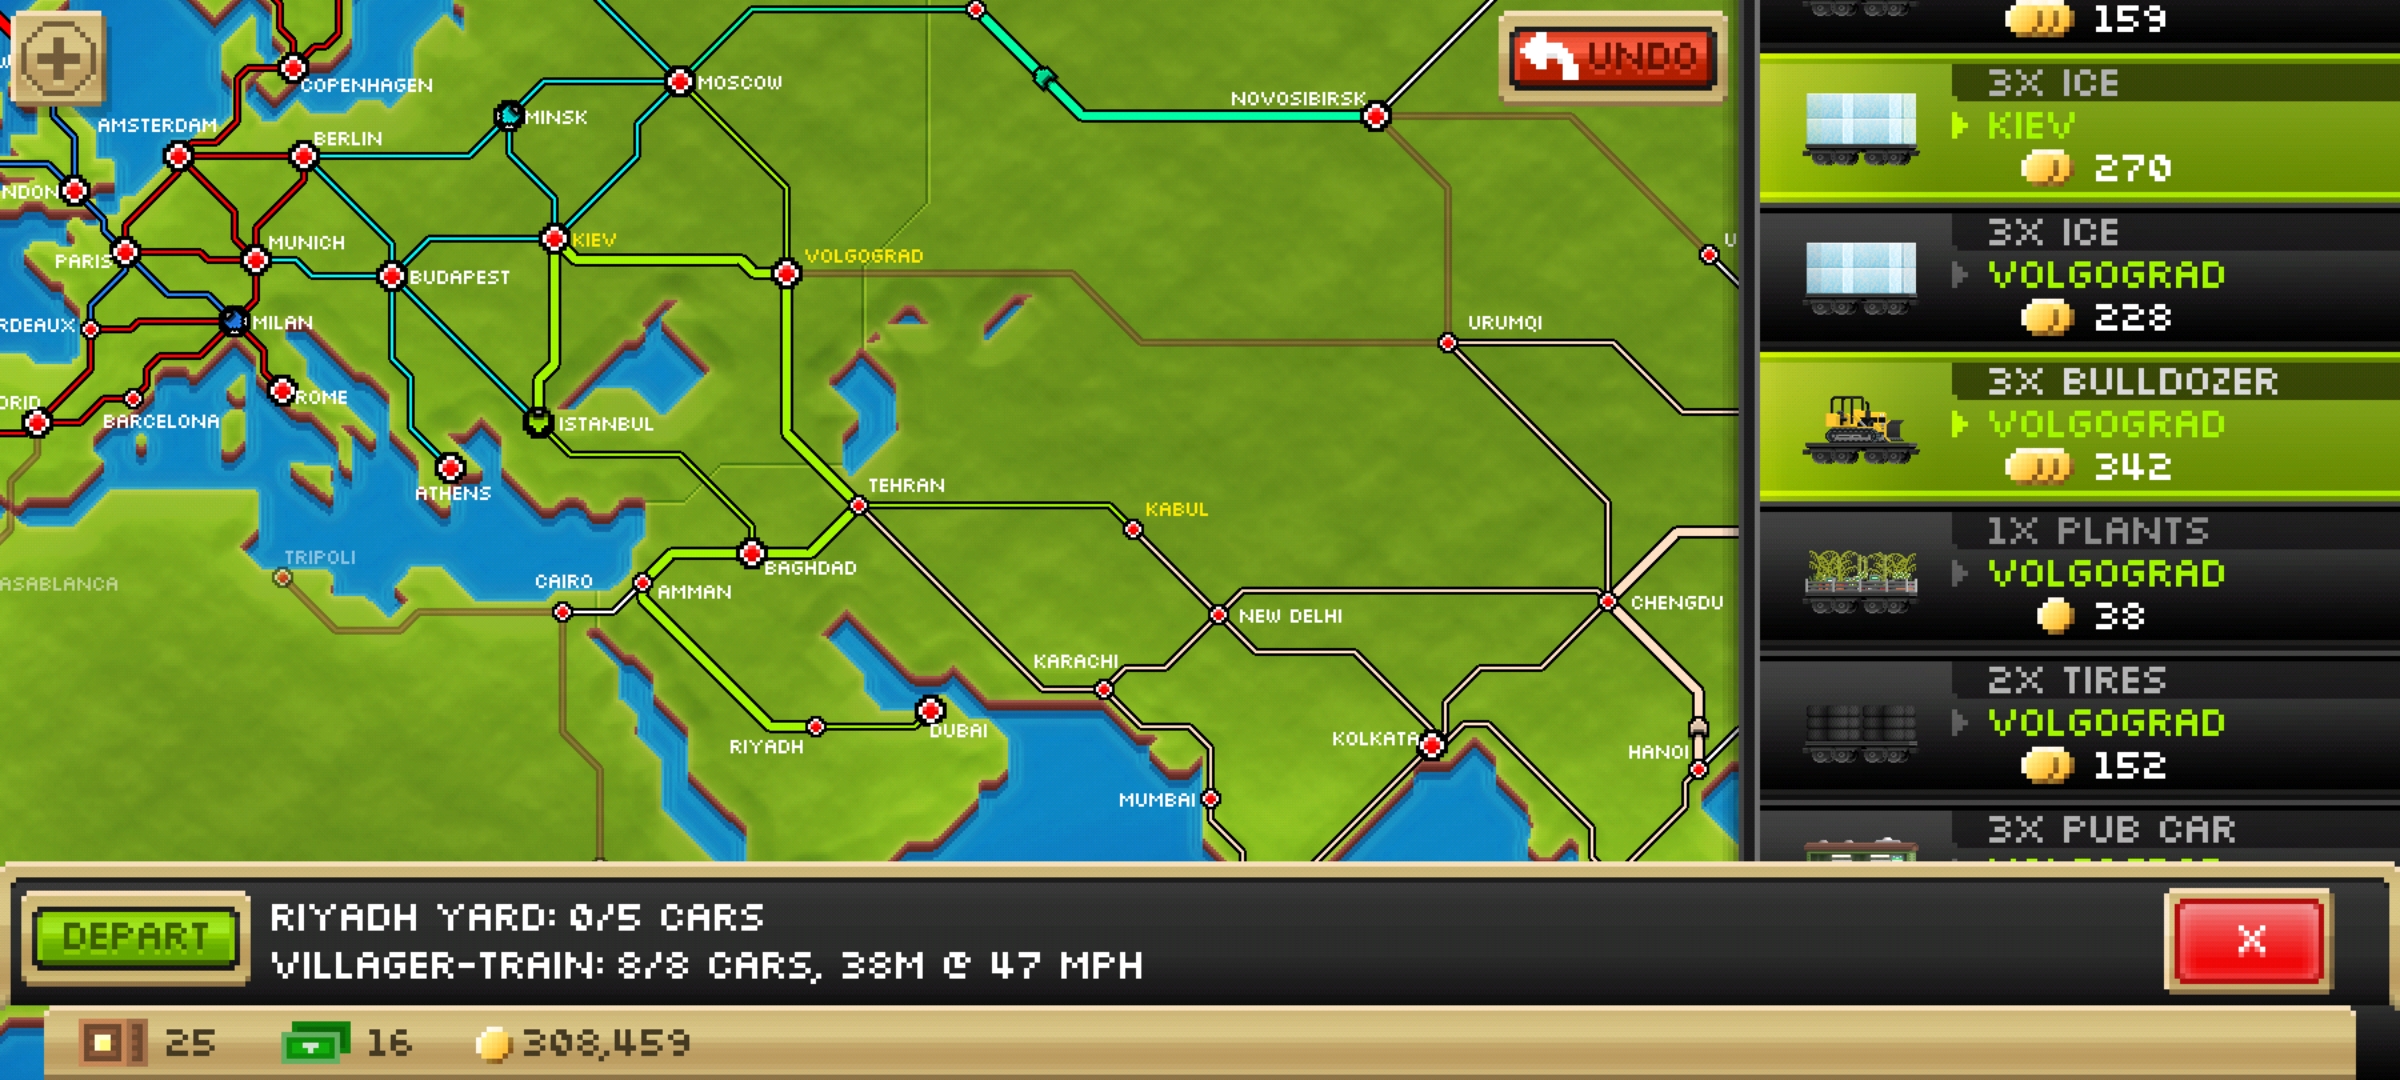 159
UNDO
3X ICE
KIEV
270
3X ICE
VOLGOGRAD
228
3X BULLDOZER
VOLGOGRAD
342
1X PLANTS
VOLGOGRAD
38
2X TIRES
VOLGOGRAD
152
3X PUB CAR
COPENHAGEN
MOSCOW
NOVOSIBIRSK
MINSK
AMSTERDAM
BERLIN
NDON
MUNICH
KIEV
VOLGOGRAD
U
PARIS
BUDAPEST
RDEAUX
MILAN
URUMQI
ROME
DRID
BARCELONA
ISTANBUL
ATHENS
TEHRAN
KABUL
TRIPOLI
ASABLANCA
CAIRO
BAGHDAD
AMMAN
NEW DELHI
CHENGDU
KARACHI
RIYADH
DUBAI
KOLKATA
HANOI
MUMBAI
DEPART
RIYADH YARD: 0/5 CARS
VILLAGER-TRAIN: 8/8 CARS, 38M @ 47 MPH
X
25
16
308,459